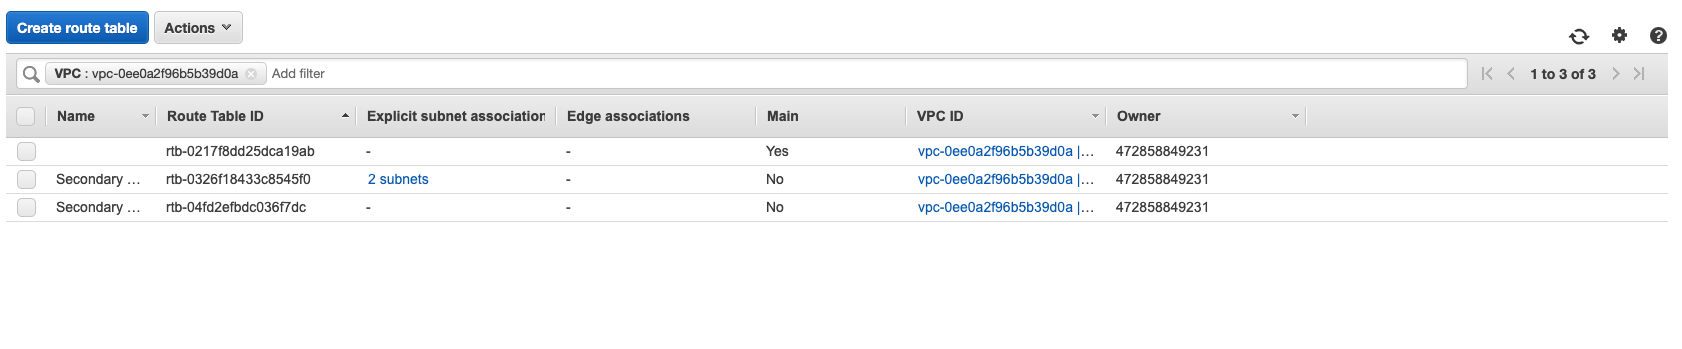 Create route table Actions
VPC : vpc-0ee0a2f96b5b39d0a Add filter 1 to 3 of 3
Name Route Table ID Explicit subnet association Edge associations Main VPC ID Owner
rtb-0217f8dd25dca19ab - - Yes vpc-0ee0a2f96b5b39d0a |... 472858849231
Secondary ... rtb-0326f18433c8545f0 2 subnets - No vpc-0ee0a2f96b5b39d0a |... 472858849231
Secondary ... rtb-04fd2efbdc036f7dc - - No vpc-0ee0a2f96b5b39d0a |... 472858849231